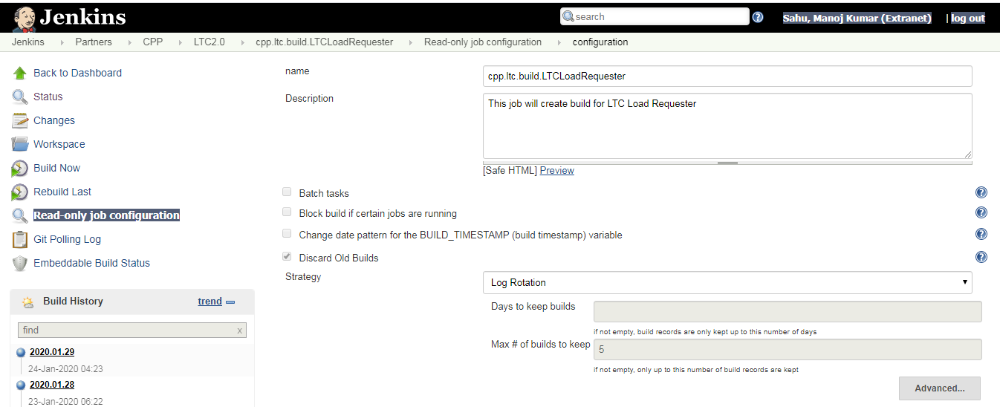 Jenkins
search
Sahu, Manoj Kumar (Extranet) | log out
Jenkins Partners CPP LTC2.0 cpp.ltc.build.LTCLoadRequester Read-only job configuration configuration
Back to Dashboard
Status
Changes
Workspace
Build Now
Rebuild Last
Read-only job configuration
Git Polling Log
Embeddable Build Status
Build History trend
find x
2020.01.29
24-Jan-2020 04:23
2020.01.28
23-Jan-2020 06:22
name cpp.ltc.build.LTCLoadRequester
Description This job will create build for LTC Load Requester
[Safe HTML] Preview
Batch tasks
Block build if certain jobs are running
Change date pattern for the BUILD_TIMESTAMP (build timestamp) variable
Discard Old Builds
Strategy Log Rotation
Days to keep builds
if not empty, build records are only kept up to this number of days
Max # of builds to keep 5
if not empty, only up to this number of build records are kept
Advanced...